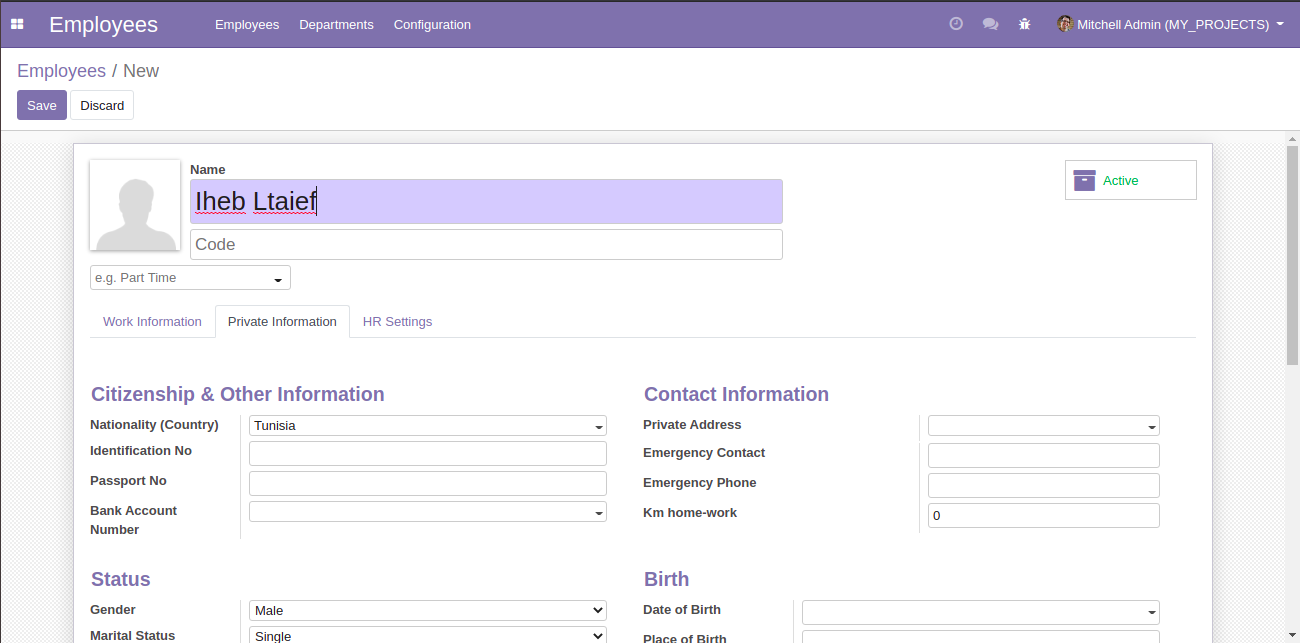 Employees Employees Departments Configuration Mitchell Admin (MY_PROJECTS)
Employees / New
Save Discard
Name
Iheb Ltaief
Active
Code
e.g. Part Time
Work Information Private Information HR Settings
Citizenship & Other Information
Nationality (Country) Tunisia
Identification No
Passport No
Bank Account
Number
Contact Information
Private Address
Emergency Contact
Emergency Phone
Km home-work 0
Status
Gender Male
Marital Status Single
Birth
Date of Birth
Place of Birth